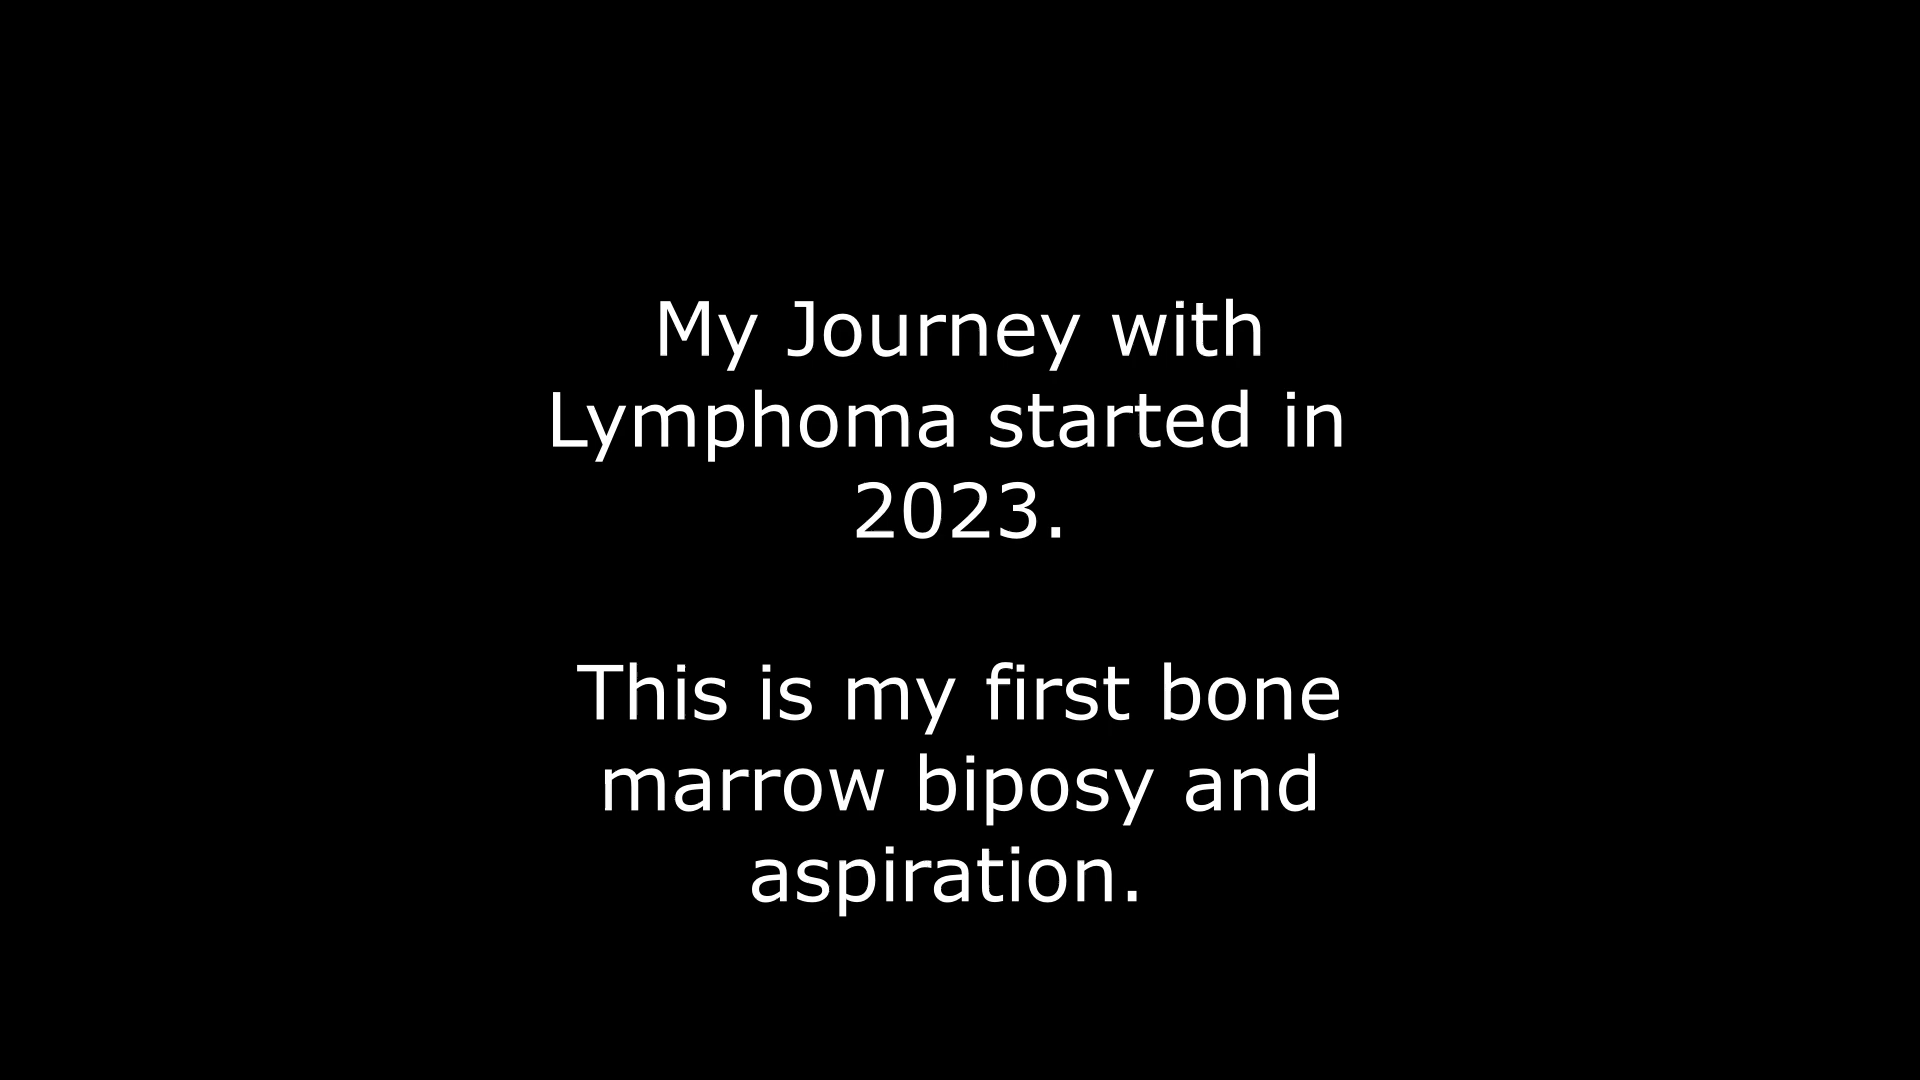 My Journey with
Lymphoma started in
2023.
This is my first bone
marrow biposy and
aspiration.